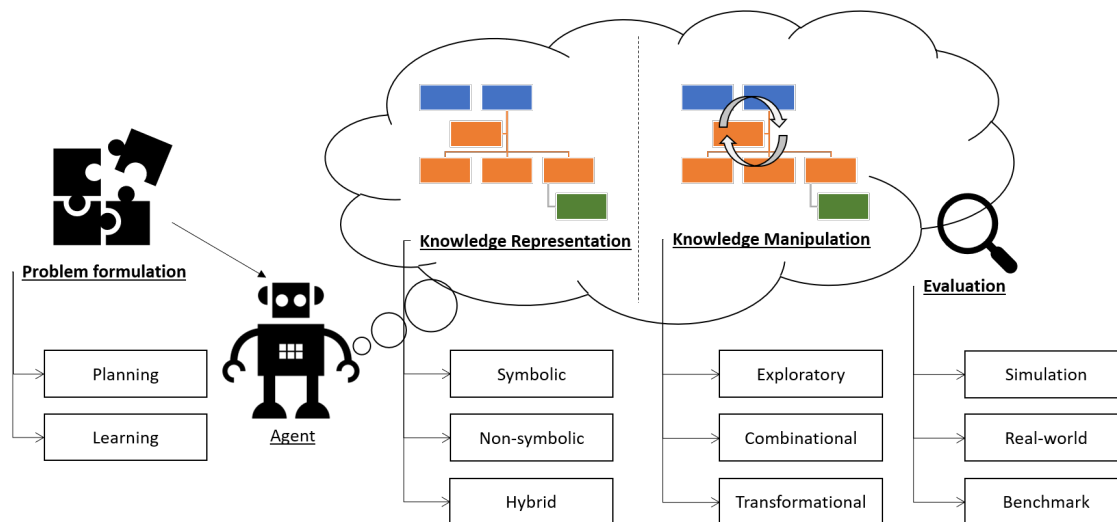 Knowledge Representation
Knowledge Manipulation
Problem formulation
Evaluation
Planning
Symbolic
Exploratory
Simulation
Learning
Agent
Non-symbolic
Combinational
Real-world
Hybrid
Transformational
Benchmark